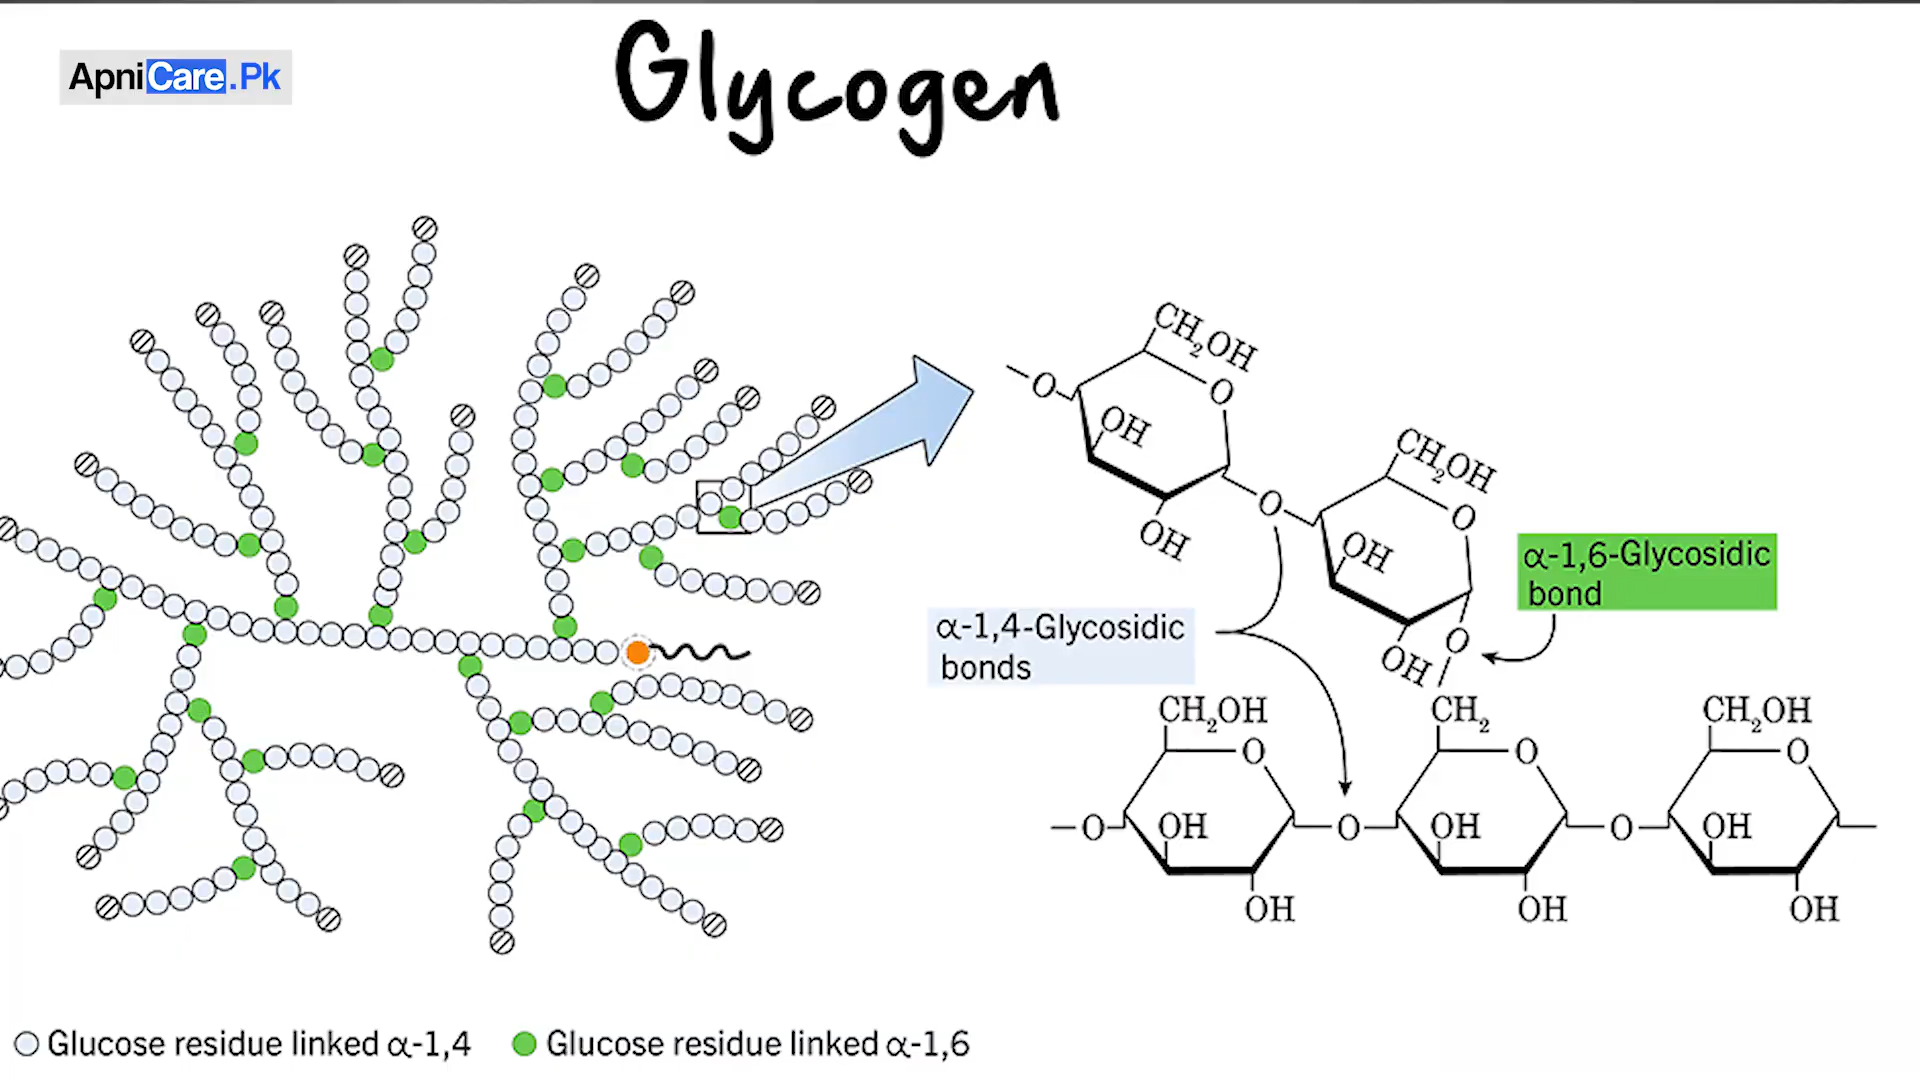 Glycogen
ApniCare.Pk
CH₂OH
–O
O
OH
OH
O
CH₂OH
O
OH
OH
O
α-1,6-Glycosidic
bond
α-1,4-Glycosidic
bonds
CH₂OH
CH₂
CH₂OH
O
O
O
–O
OH
O
OH
O
OH
OH
OH
OH
Glucose residue linked α-1,4
Glucose residue linked α-1,6